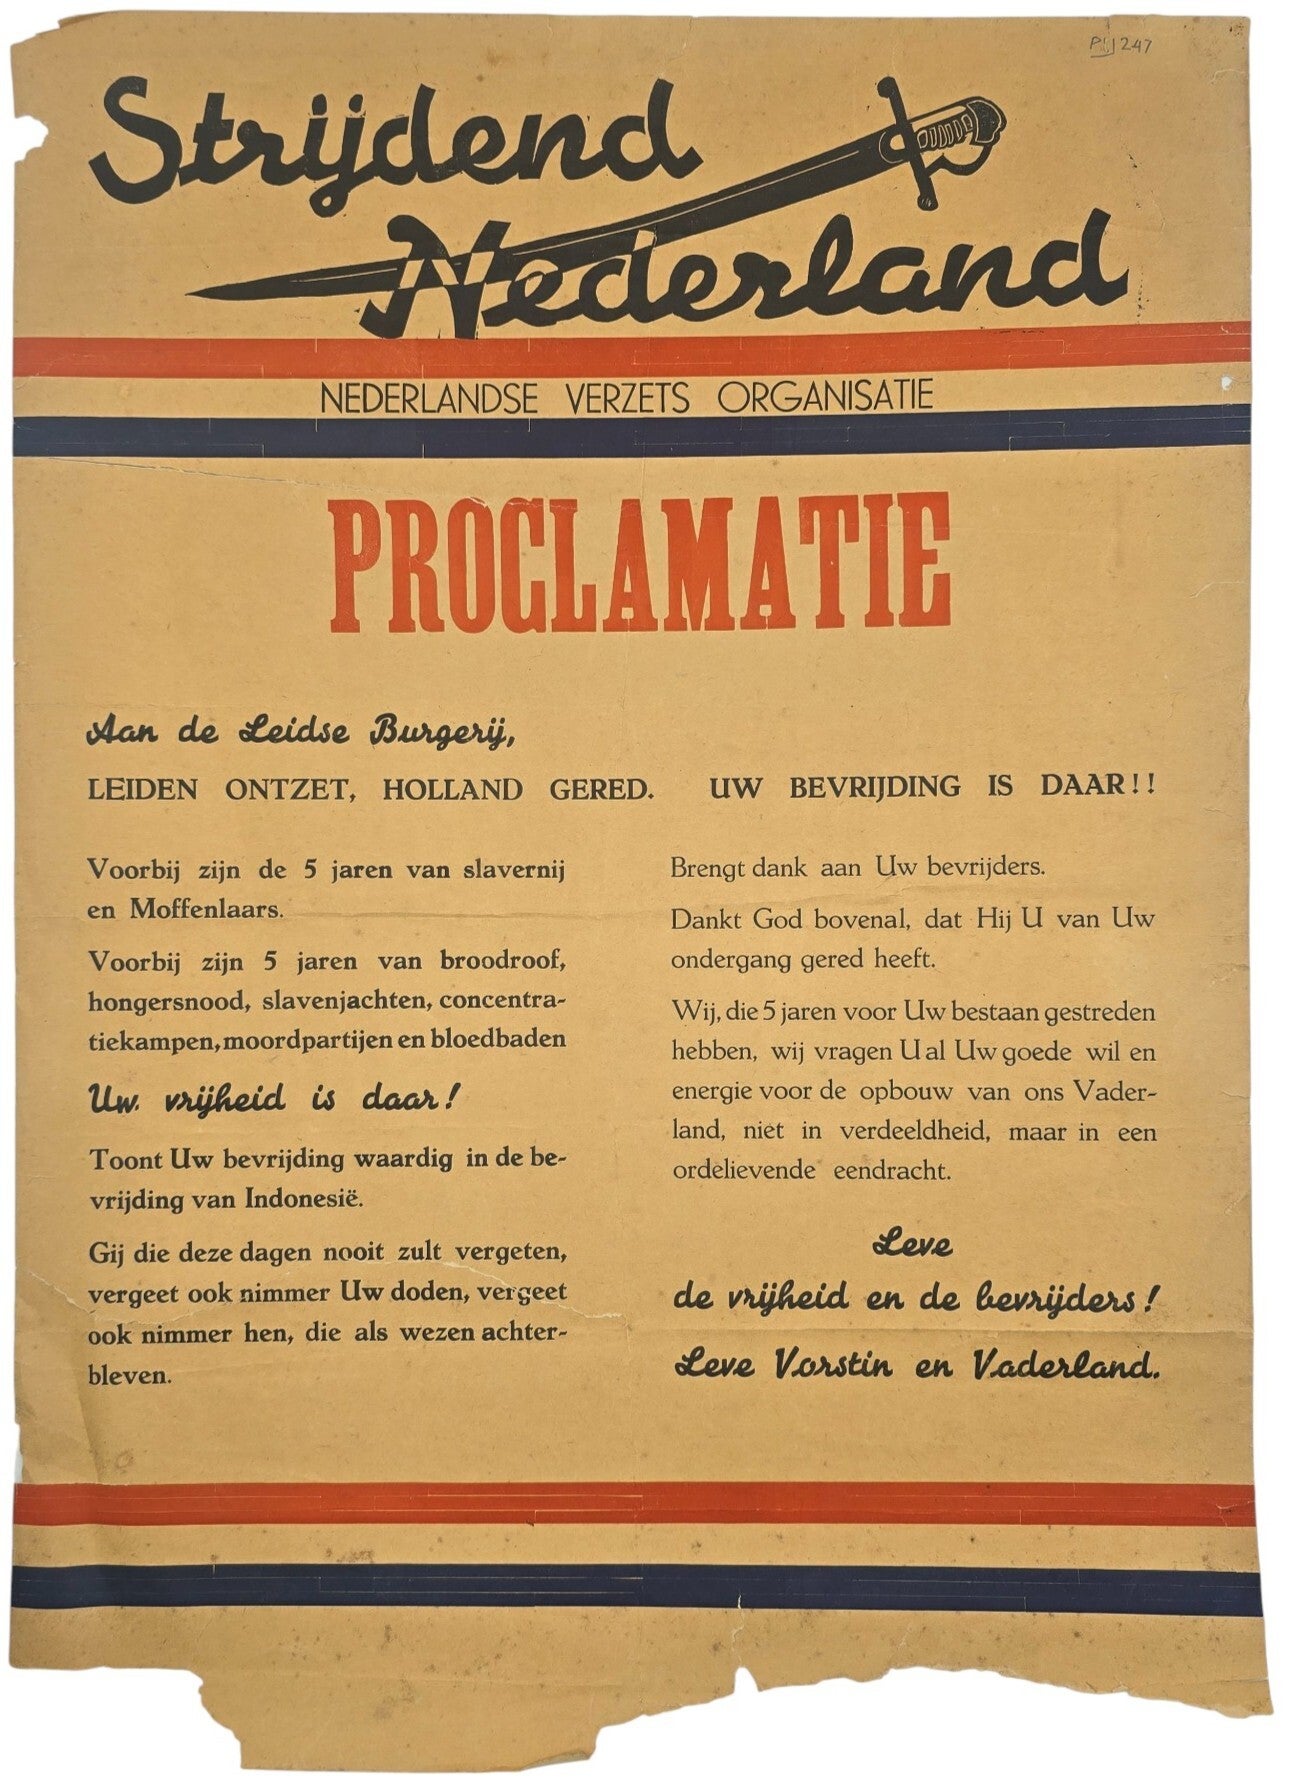 PU 247
Strijdend
Nederland
NEDERLANDSE VERZETS ORGANISATIE
PROCLAMATIE
Aan de Leidse Burgerij,
LEIDEN ONTZET, HOLLAND GERED. UW BEVRIJDING IS DAAR!!
Voorbij zijn de 5 jaren van slavernij
en Moffenlaars.
Voorbij zijn 5 jaren van broodroof,
hongersnood, slavenjachten, concentra-
tiekampen, moordpartijen en bloedbaden
Uw. vrijheid is daar!
Toont Uw bevrijding waardig in de be-
vrijding van Indonesië.
Gij die deze dagen nooit zult vergeten,
vergeet ook nimmer Uw doden, vergeet
ook nimmer hen, die als wezen achter-
bleven.
Brengt dank aan Uw bevrijders.
Dankt God bovenal, dat Hij U van Uw
ondergang gered heeft.
Wij, die 5 jaren voor Uw bestaan gestreden
hebben, wij vragen U al Uw goede wil en
energie voor de opbouw van ons Vader-
land, niet in verdeeldheid, maar in een
ordelievende eendracht.
Leve
de vrijheid en de bevrijders!
Leve Vorstin en Vaderland.